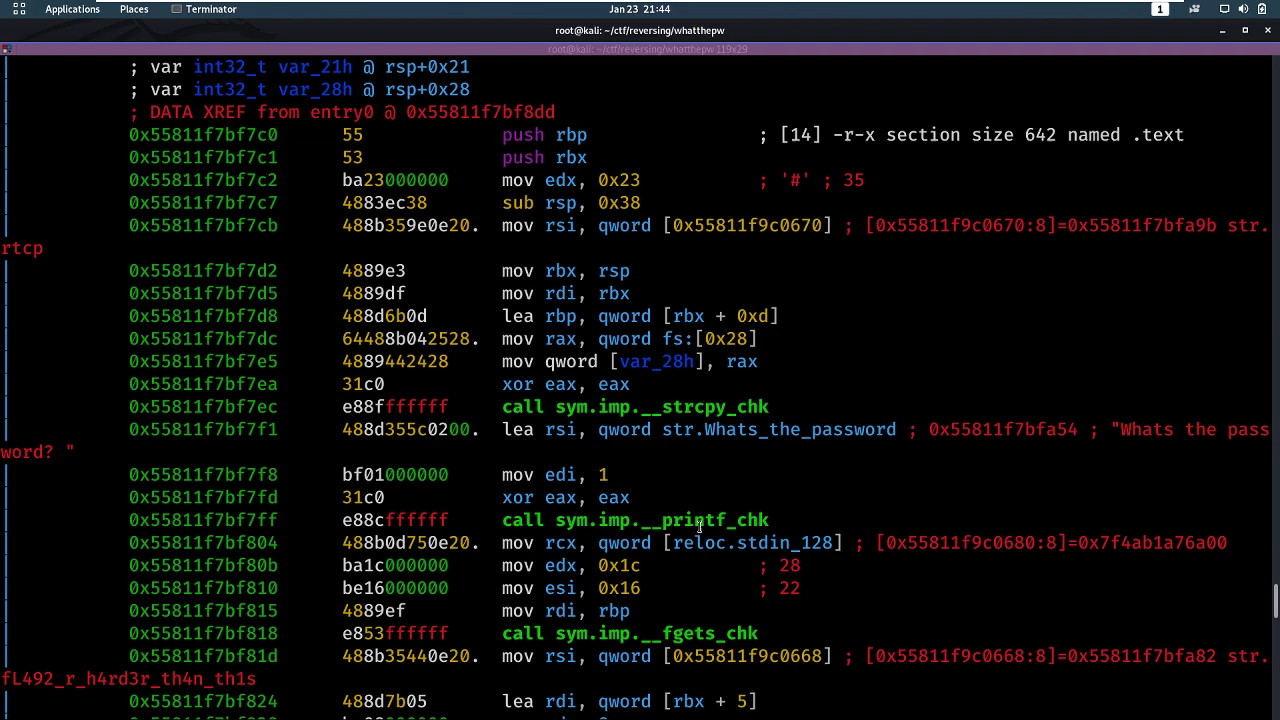 Applications Places Terminator Jan 23 21:44 1
root@kali: ~/ctf/reversing/whatthepw
root@kali: ~/ctf/reversing/whatthepw 119x29
; var int32_t var_21h @ rsp+0x21
; var int32_t var_28h @ rsp+0x28
; DATA XREF from entry0 @ 0x55811f7bf8dd
0x55811f7bf7c0 55 push rbp ; [14] -r-x section size 642 named .text
0x55811f7bf7c1 53 push rbx
0x55811f7bf7c2 ba23000000 mov edx, 0x23 ; '#' ; 35
0x55811f7bf7c7 4883ec38 sub rsp, 0x38
0x55811f7bf7cb 488b359e0e20. mov rsi, qword [0x55811f9c0670] ; [0x55811f9c0670:8]=0x55811f7bfa9b str.
rtcp
0x55811f7bf7d2 4889e3 mov rbx, rsp
0x55811f7bf7d5 4889df mov rdi, rbx
0x55811f7bf7d8 488d6b0d lea rbp, qword [rbx + 0xd]
0x55811f7bf7dc 64488b042528. mov rax, qword fs:[0x28]
0x55811f7bf7e5 4889442428 mov qword [var_28h], rax
0x55811f7bf7ea 31c0 xor eax, eax
0x55811f7bf7ec e88fffffff call sym.imp.__strcpy_chk
0x55811f7bf7f1 488d355c0200. lea rsi, qword str.Whats_the_password ; 0x55811f7bfa54 ; "Whats the pass
word? "
0x55811f7bf7f8 bf01000000 mov edi, 1
0x55811f7bf7fd 31c0 xor eax, eax
0x55811f7bf7ff e88cffffff call sym.imp.__printf_chk
0x55811f7bf804 488b0d750e20. mov rcx, qword [reloc.stdin_128] ; [0x55811f9c0680:8]=0x7f4ab1a76a00
0x55811f7bf80b ba1c000000 mov edx, 0x1c ; 28
0x55811f7bf810 be16000000 mov esi, 0x16 ; 22
0x55811f7bf815 4889ef mov rdi, rbp
0x55811f7bf818 e853ffffff call sym.imp.__fgets_chk
0x55811f7bf81d 488b35440e20. mov rsi, qword [0x55811f9c0668] ; [0x55811f9c0668:8]=0x55811f7bfa82 str.
fL492_r_h4rd3r_th4n_th1s
0x55811f7bf824 488d7b05 lea rdi, qword [rbx + 5]